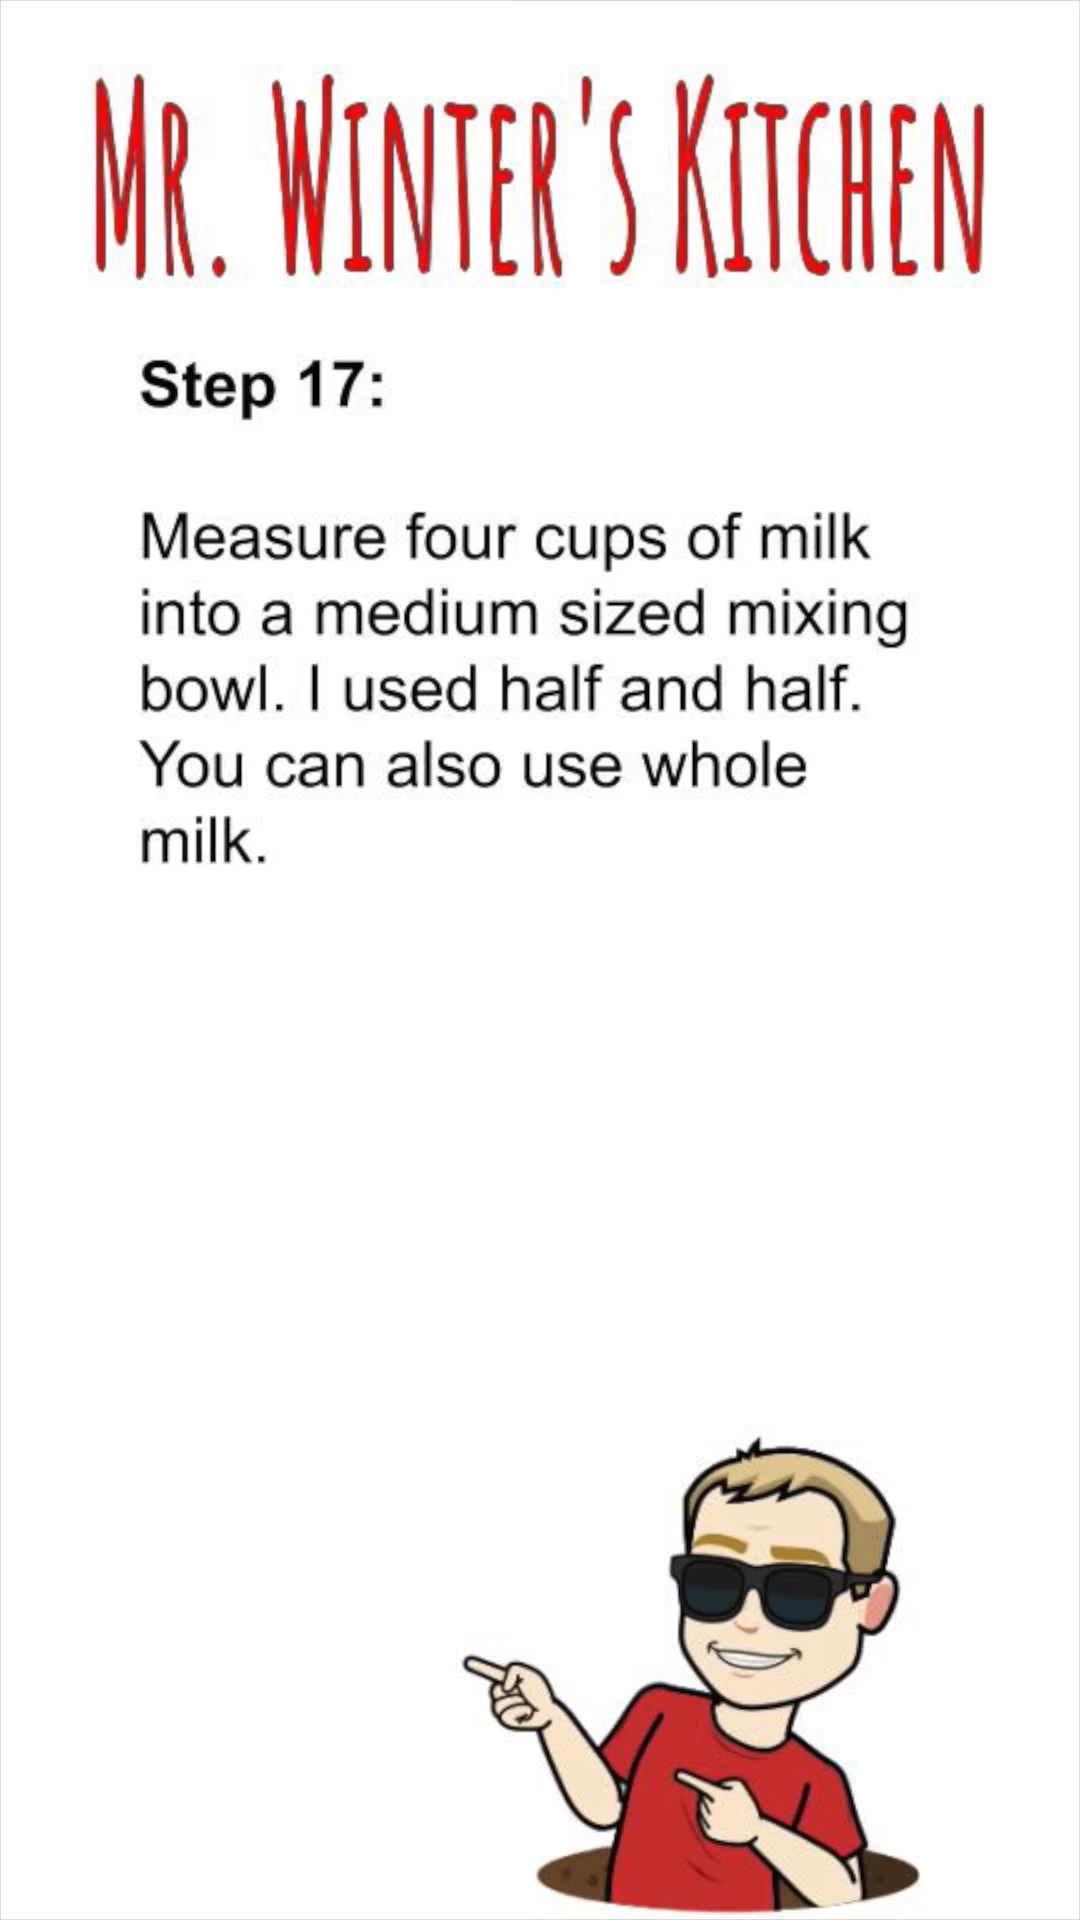 Mr. Winter's Kitchen
Step 17:
Measure four cups of milk
into a medium sized mixing
bowl. I used half and half.
You can also use whole
milk.